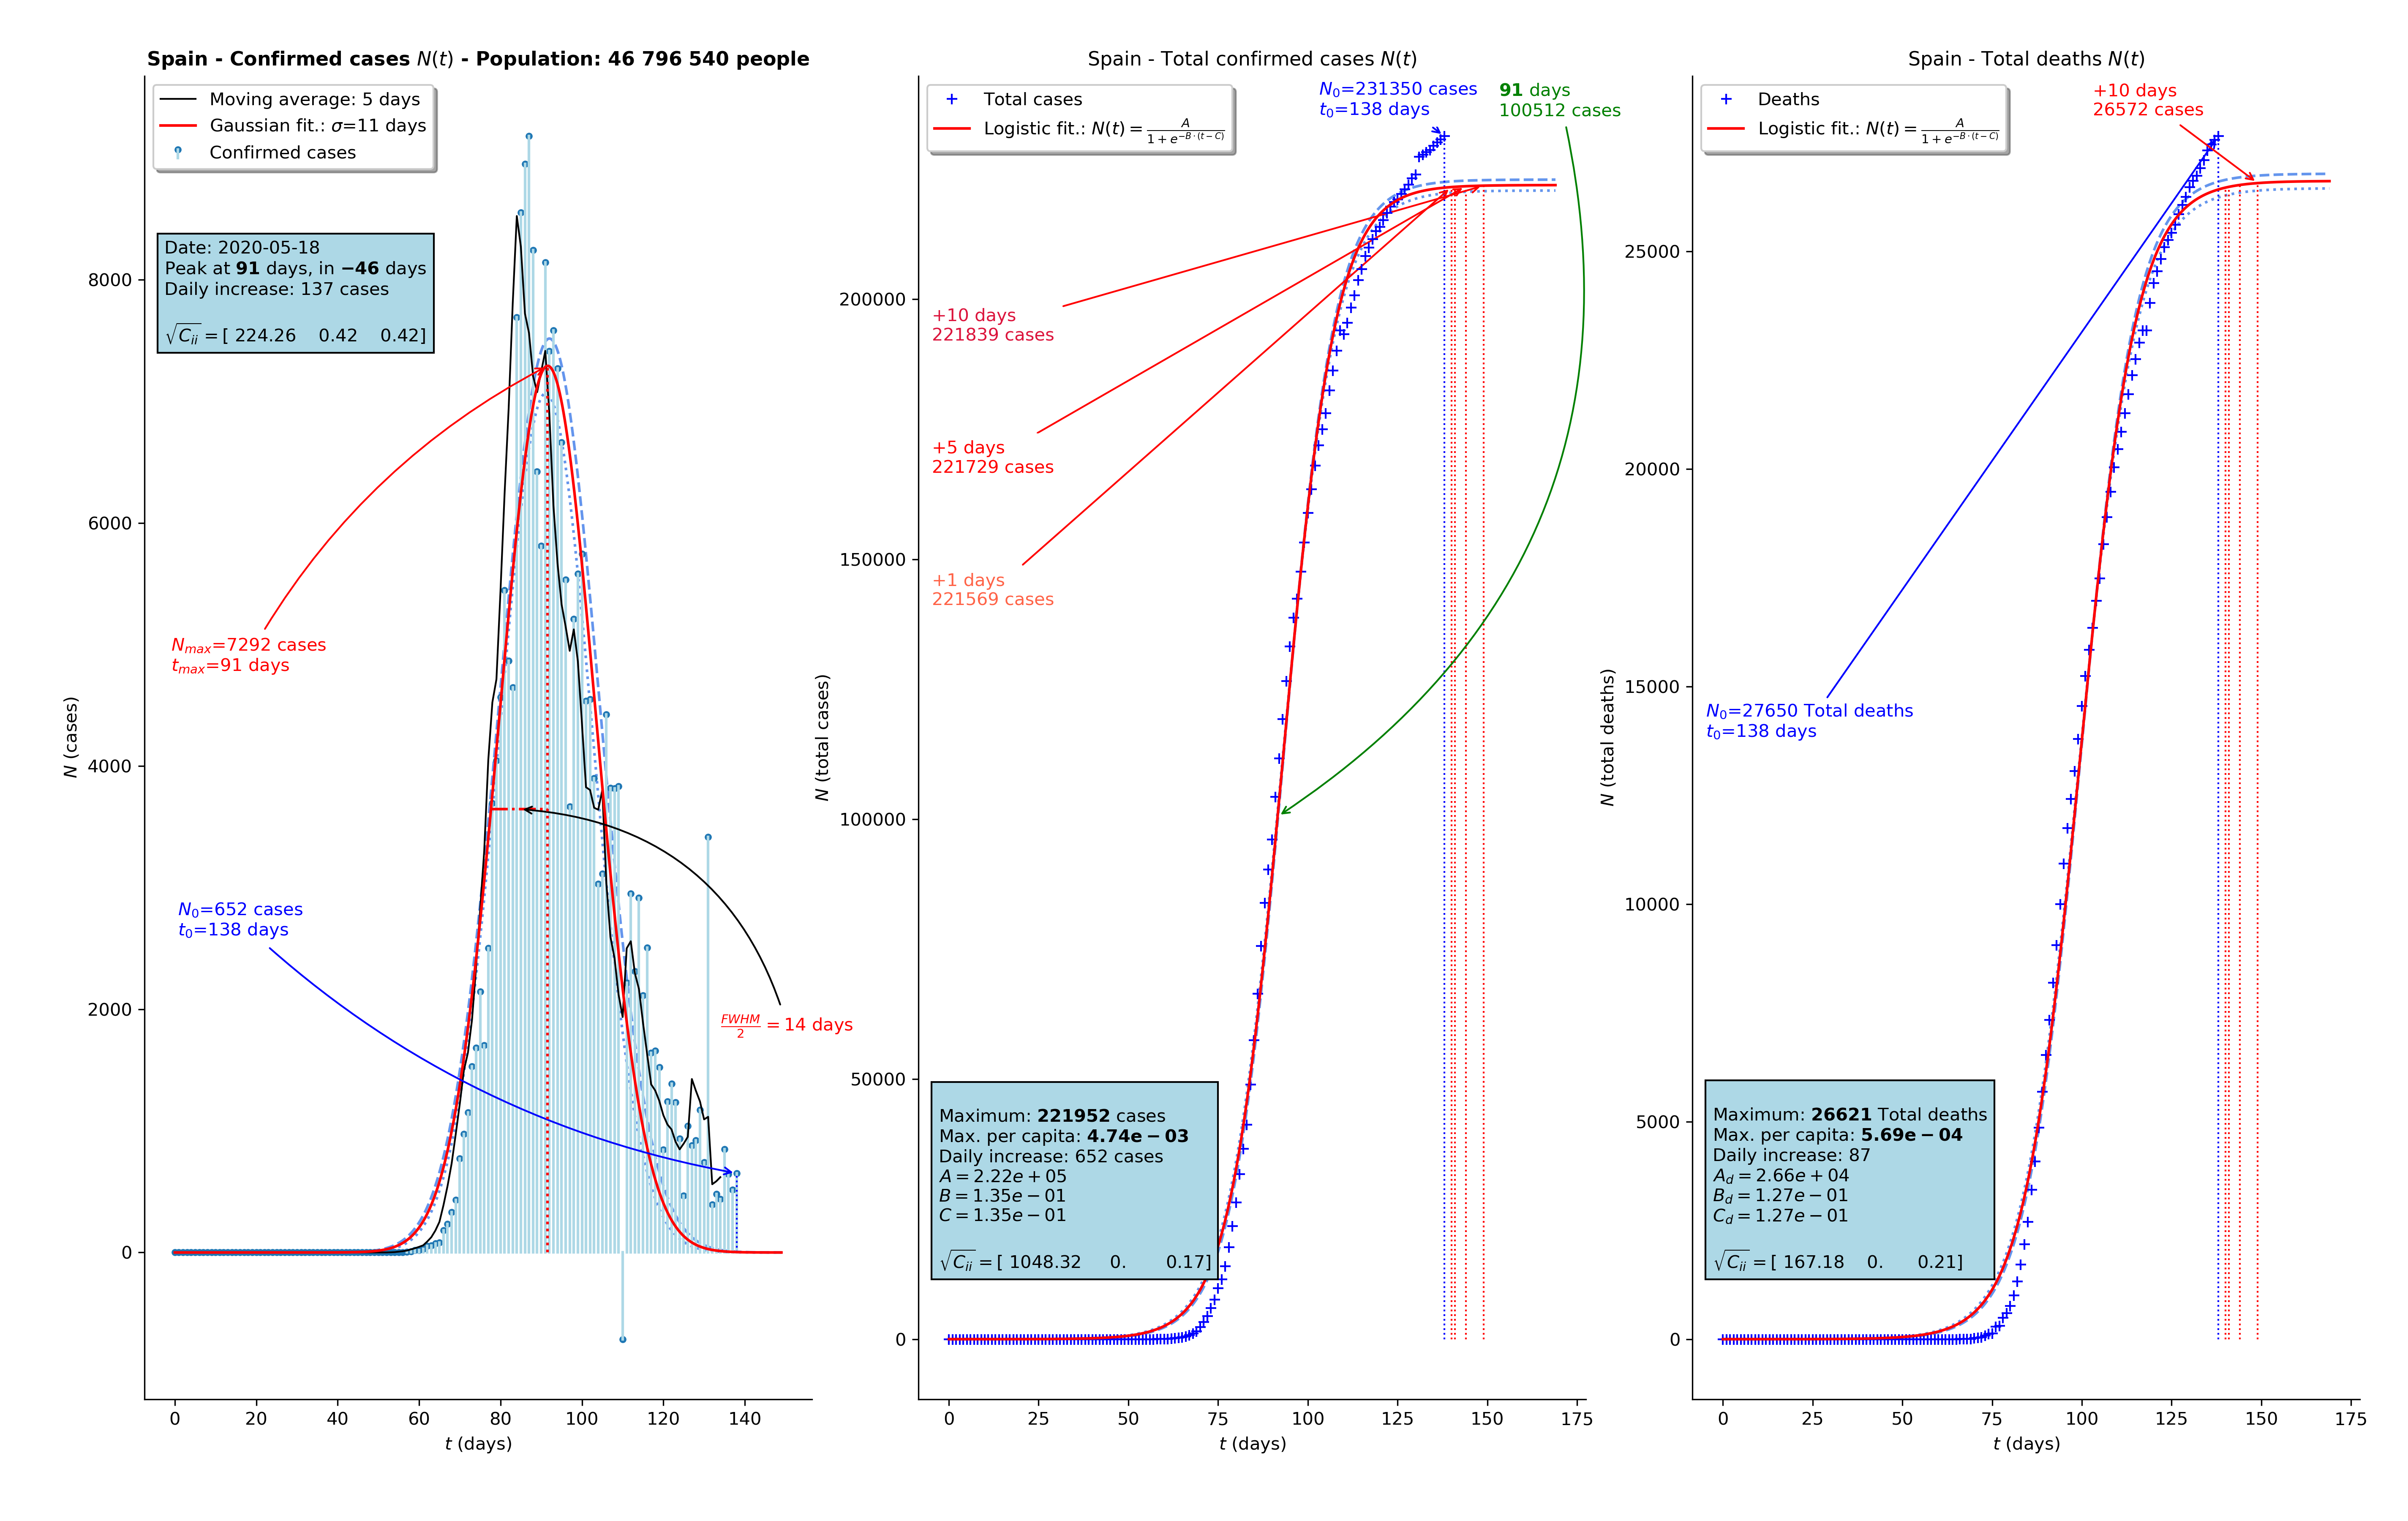 Spain - Confirmed cases N(t) - Population: 46 796 540 people
Moving average: 5 days
Gaussian fit.: σ=11 days
Confirmed cases
Date: 2020-05-18
Peak at 91 days, in −46 days
Daily increase: 137 cases
√C_ii = [ 224.26 0.42 0.42]
N_max=7292 cases
t_max=91 days
N_0=652 cases
t_0=138 days
FWHM/2 = 14 days
N (cases)
8000
6000
4000
2000
0
0 20 40 60 80 100 120 140
t (days)
Spain - Total confirmed cases N(t)
Total cases
Logistic fit.: N(t) = A/(1 + e^(−B·(t−C)))
N_0=231350 cases
t_0=138 days
91 days
100512 cases
+10 days
221839 cases
+5 days
221729 cases
+1 days
221569 cases
Maximum: 221952 cases
Max. per capita: 4.74e − 03
Daily increase: 652 cases
A = 2.22e + 05
B = 1.35e − 01
C = 1.35e − 01
√C_ii = [ 1048.32 0. 0.17]
N (total cases)
200000
150000
100000
50000
0
0 25 50 75 100 125 150 175
t (days)
Spain - Total deaths N(t)
Deaths
Logistic fit.: N(t) = A/(1 + e^(−B·(t−C)))
+10 days
26572 cases
N_0=27650 Total deaths
t_0=138 days
Maximum: 26621 Total deaths
Max. per capita: 5.69e − 04
Daily increase: 87
A_d = 2.66e + 04
B_d = 1.27e − 01
C_d = 1.27e − 01
√C_ii = [ 167.18 0. 0.21]
N (total deaths)
25000
20000
15000
10000
5000
0
0 25 50 75 100 125 150 175
t (days)